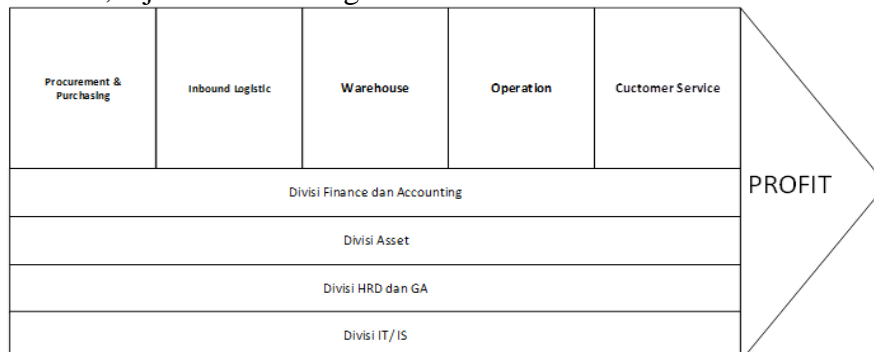 Procurement &
Purchasing
Inbound Logistic
Warehouse
Operation
Cuctomer Service
Divisi Finance dan Accounting
PROFIT
Divisi Asset
Divisi HRD dan GA
Divisi IT/ IS